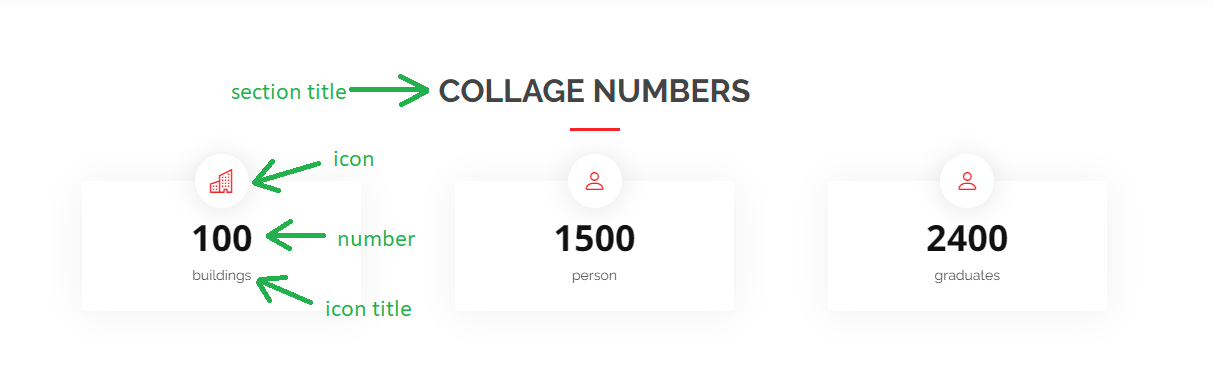 section title
COLLAGE NUMBERS
icon
100
number
buildings
icon title
1500
person
2400
graduates